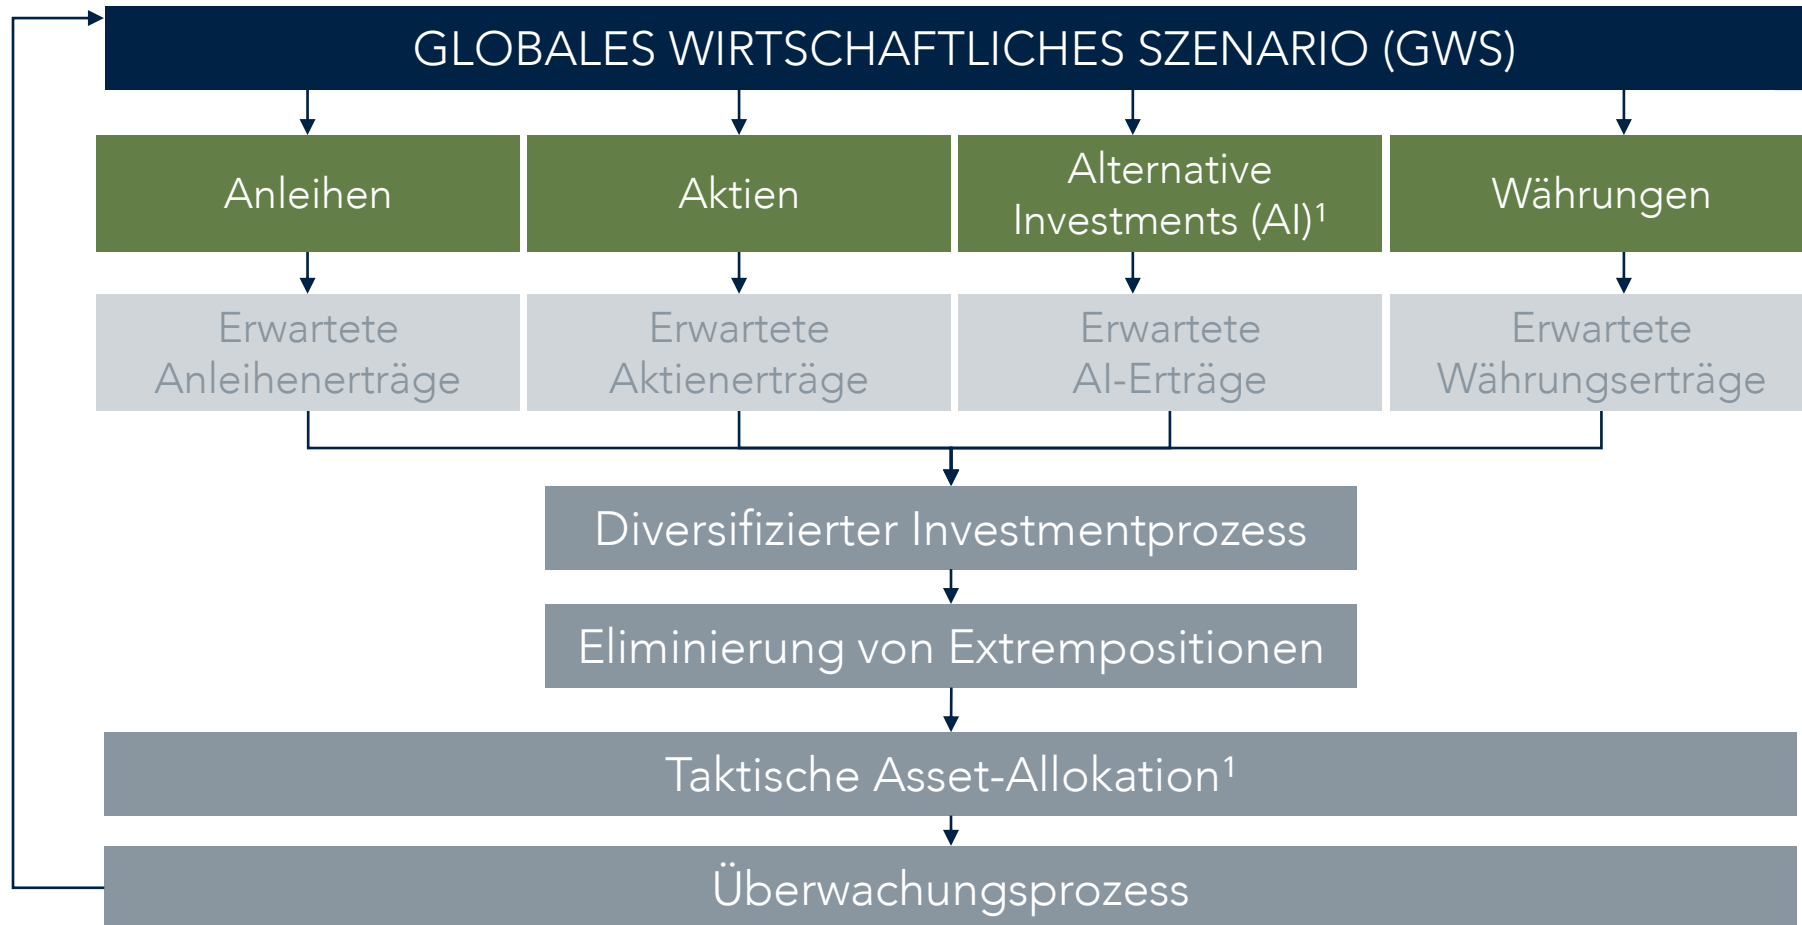 GLOBALES WIRTSCHAFTLICHES SZENARIO (GWS)
Anleihen
Aktien
Alternative
Investments (AI)¹
Währungen
Erwartete
Anleihenerträge
Erwartete
Aktienerträge
Erwartete
AI-Erträge
Erwartete
Währungserträge
Diversifizierter Investmentprozess
Eliminierung von Extrempositionen
Taktische Asset-Allokation¹
Überwachungsprozess